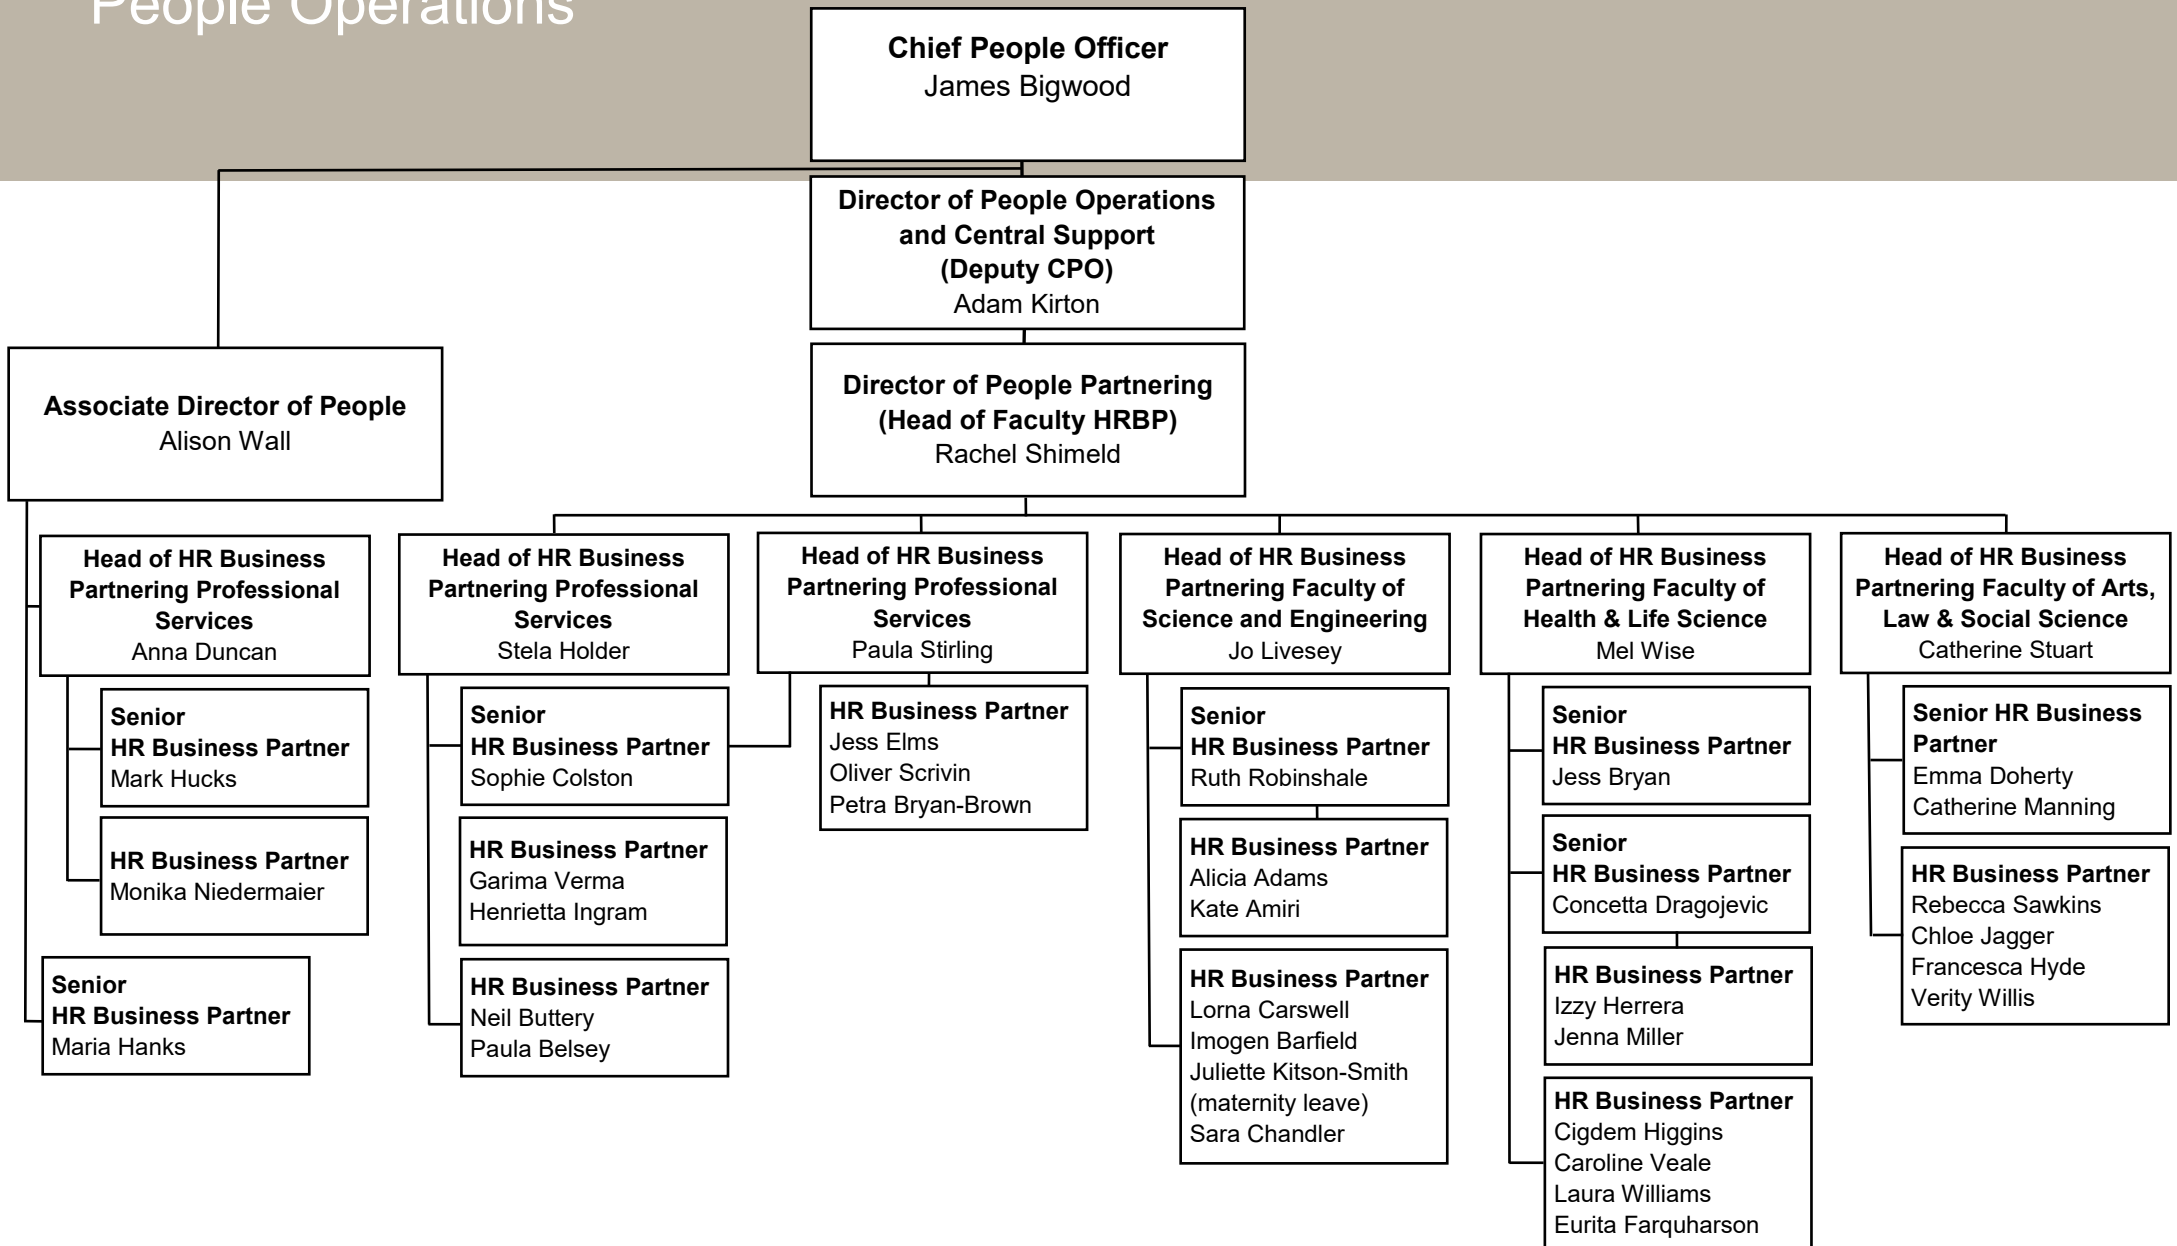 People Operations
Chief People Officer
James Bigwood
Director of People Operations
and Central Support
(Deputy CPO)
Adam Kirton
Associate Director of People
Alison Wall
Director of People Partnering
(Head of Faculty HRBP)
Rachel Shimeld
Head of HR Business
Partnering Professional
Services
Anna Duncan
Senior
HR Business Partner
Mark Hucks
HR Business Partner
Monika Niedermaier
Senior
HR Business Partner
Maria Hanks
Head of HR Business
Partnering Professional
Services
Stela Holder
Senior
HR Business Partner
Sophie Colston
HR Business Partner
Garima Verma
Henrietta Ingram
HR Business Partner
Neil Buttery
Paula Belsey
Head of HR Business
Partnering Professional
Services
Paula Stirling
HR Business Partner
Jess Elms
Oliver Scrivin
Petra Bryan-Brown
Head of HR Business
Partnering Faculty of
Science and Engineering
Jo Livesey
Senior
HR Business Partner
Ruth Robinshale
HR Business Partner
Alicia Adams
Kate Amiri
HR Business Partner
Lorna Carswell
Imogen Barfield
Juliette Kitson-Smith
(maternity leave)
Sara Chandler
Head of HR Business
Partnering Faculty of
Health & Life Science
Mel Wise
Senior
HR Business Partner
Jess Bryan
Senior
HR Business Partner
Concetta Dragojevic
HR Business Partner
Izzy Herrera
Jenna Miller
HR Business Partner
Cigdem Higgins
Caroline Veale
Laura Williams
Eurita Farquharson
Head of HR Business
Partnering Faculty of Arts,
Law & Social Science
Catherine Stuart
Senior HR Business
Partner
Emma Doherty
Catherine Manning
HR Business Partner
Rebecca Sawkins
Chloe Jagger
Francesca Hyde
Verity Willis